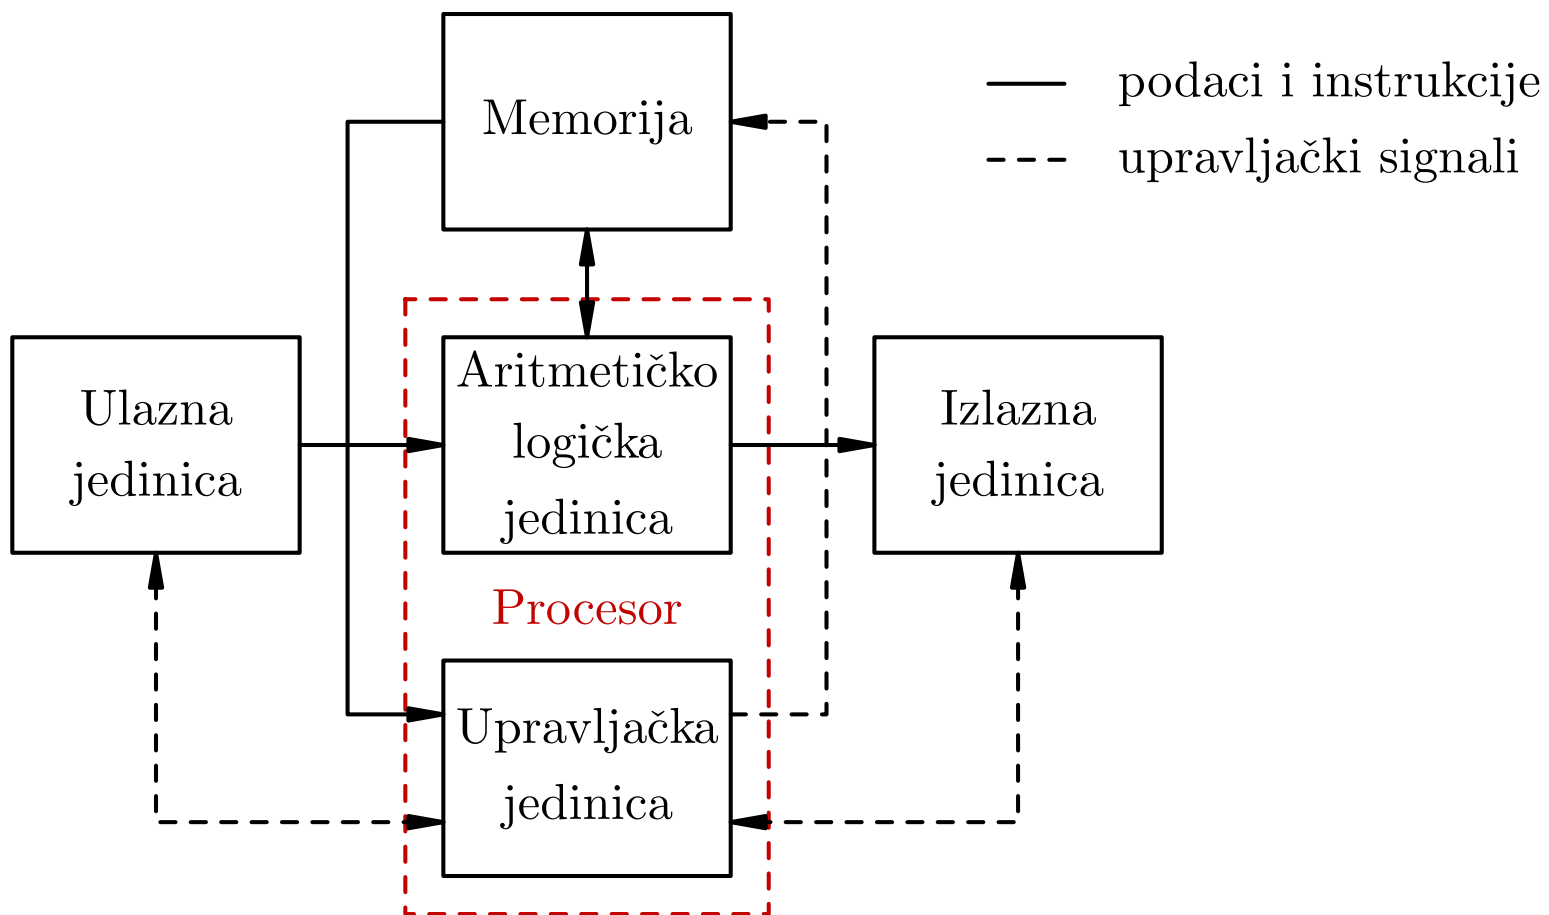 Memorija
podaci i instrukcije
upravljački signali
Ulazna
jedinica
Aritmetičko
logička
jedinica
Izlazna
jedinica
Procesor
Upravljačka
jedinica